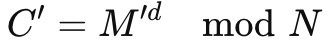 C′ = M′ᵈ mod N